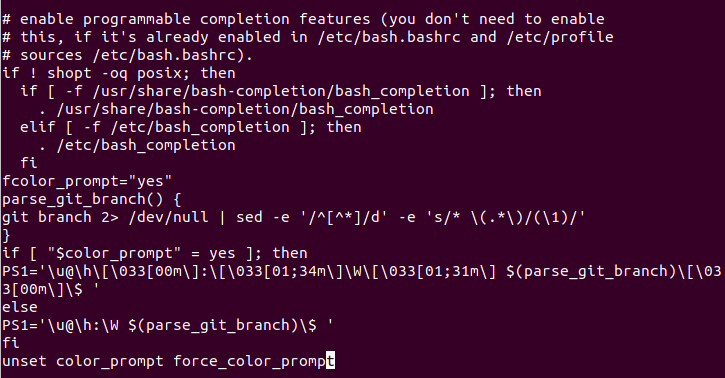 # enable programmable completion features (you don't need to enable
# this, if it's already enabled in /etc/bash.bashrc and /etc/profile
# sources /etc/bash.bashrc).
if ! shopt -oq posix; then
  if [ -f /usr/share/bash-completion/bash_completion ]; then
    . /usr/share/bash-completion/bash_completion
  elif [ -f /etc/bash_completion ]; then
    . /etc/bash_completion
  fi
fcolor_prompt="yes"
parse_git_branch() {
git branch 2> /dev/null | sed -e '/^[^*]/d' -e 's/* \(.*\)/(\1)/'
}
if [ "$color_prompt" = yes ]; then
PS1='\u@\h\[\033[00m\]:\[\033[01;34m\]\W\[\033[01;31m\] $(parse_git_branch)\[\03
3[00m\]\$ '
else
PS1='\u@\h:\W $(parse_git_branch)\$ '
fi
unset color_prompt force_color_prompt